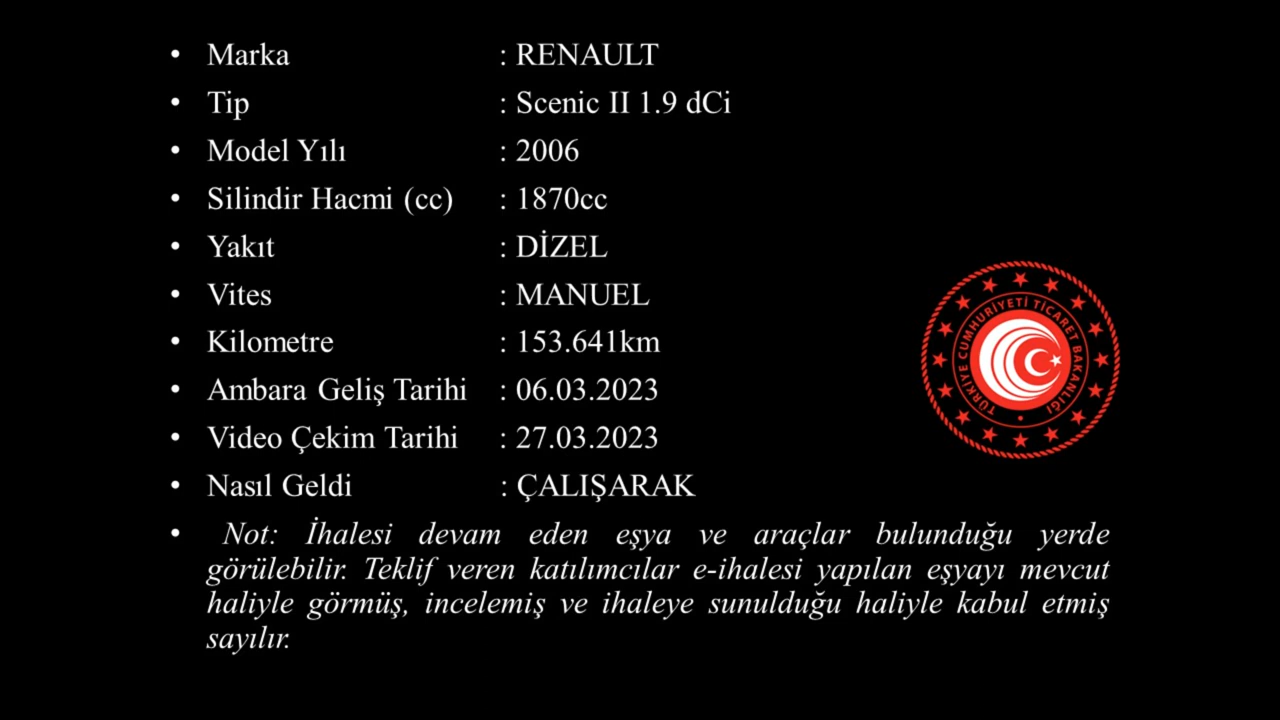 • Marka : RENAULT
• Tip : Scenic II 1.9 dCi
• Model Yılı : 2006
• Silindir Hacmi (cc) : 1870cc
• Yakıt : DİZEL
• Vites : MANUEL
• Kilometre : 153.641km
• Ambara Geliş Tarihi : 06.03.2023
• Video Çekim Tarihi : 27.03.2023
• Nasıl Geldi : ÇALIŞARAK
• Not: İhalesi devam eden eşya ve araçlar bulunduğu yerde
görülebilir. Teklif veren katılımcılar e-ihalesi yapılan eşyayı mevcut
haliyle görmüş, incelemiş ve ihaleye sunulduğu haliyle kabul etmiş
sayılır.
TÜRKİYE CUMHURİYETİ TİCARET BAKANLIĞI